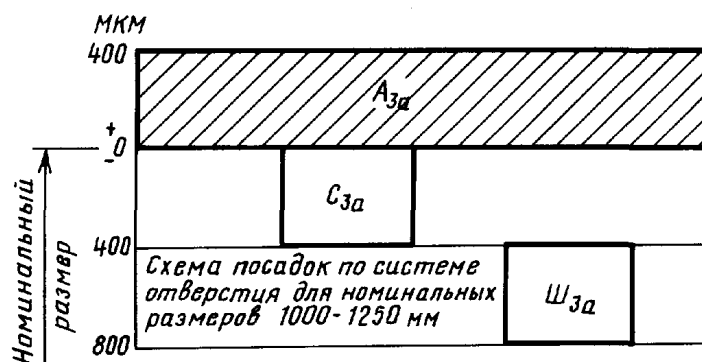 МКМ
400
А3а
+
0
-
С3а
400
Схема посадок по системе
отверстия для номинальных
размеров 1000-1250 мм
Ш3а
800
Номинальный
размер